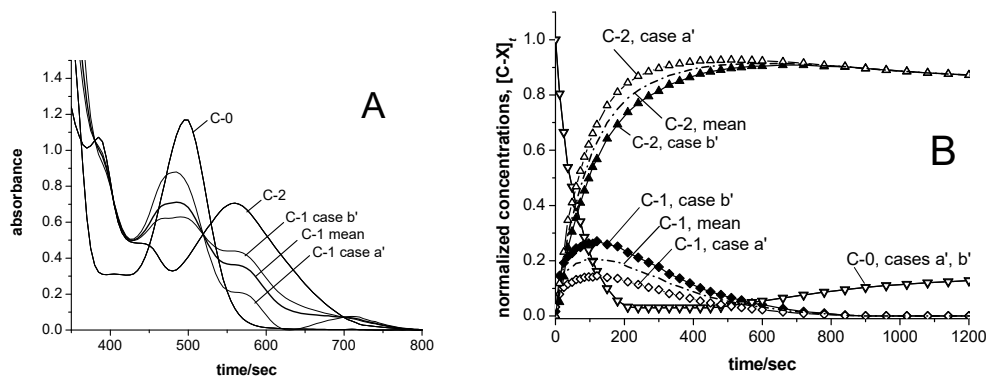 A
absorbance
1.4
1.2
1.0
0.8
0.6
0.4
0.2
0.0
400
500
600
700
800
time/sec
C-0
C-2
C-1 case b'
C-1 mean
C-1 case a'
B
normalized concentrations, [C-X]t
1.0
0.8
0.6
0.4
0.2
0.0
0
200
400
600
800
1000
1200
time/sec
C-2, case a'
C-2, mean
C-2, case b'
C-1, case b'
C-1, mean
C-1, case a'
C-0, cases a', b'